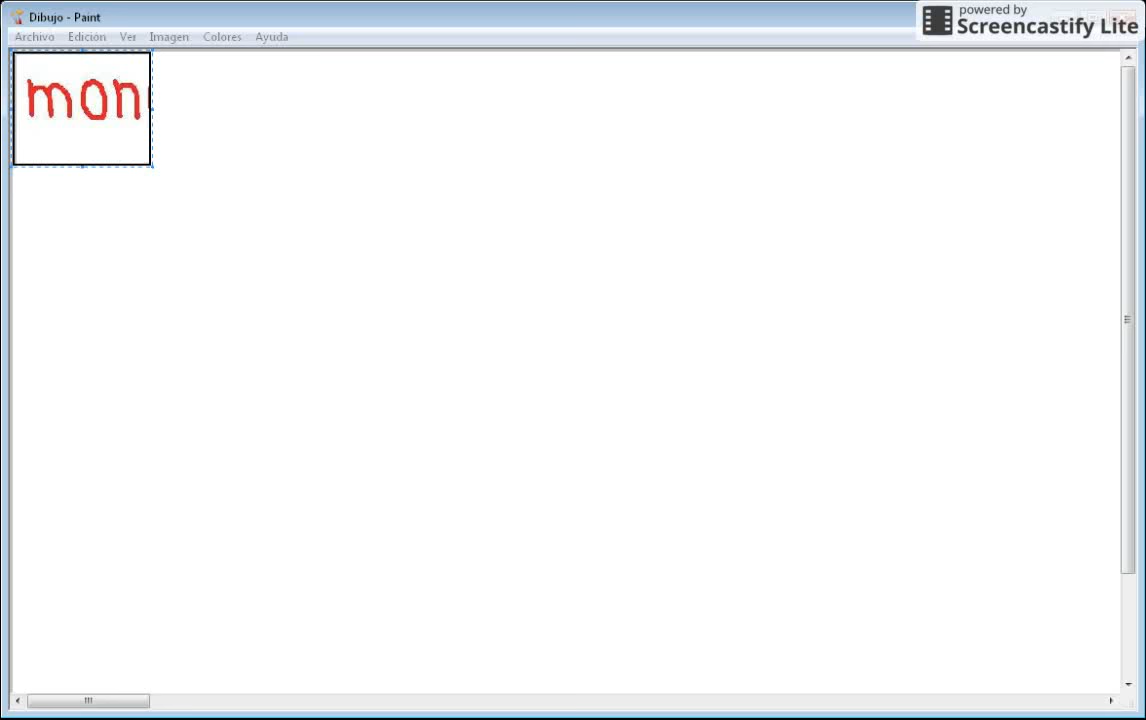 Dibujo - Paint
powered by
Screencastify Lite
Archivo Edición Ver Imagen Colores Ayuda
mon